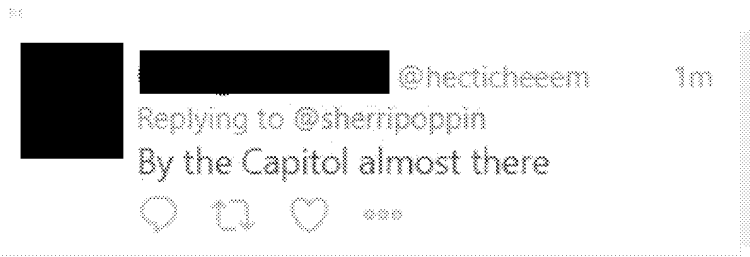 @hecticheeem 1m
Replying to @sherripoppin
By the Capitol almost there